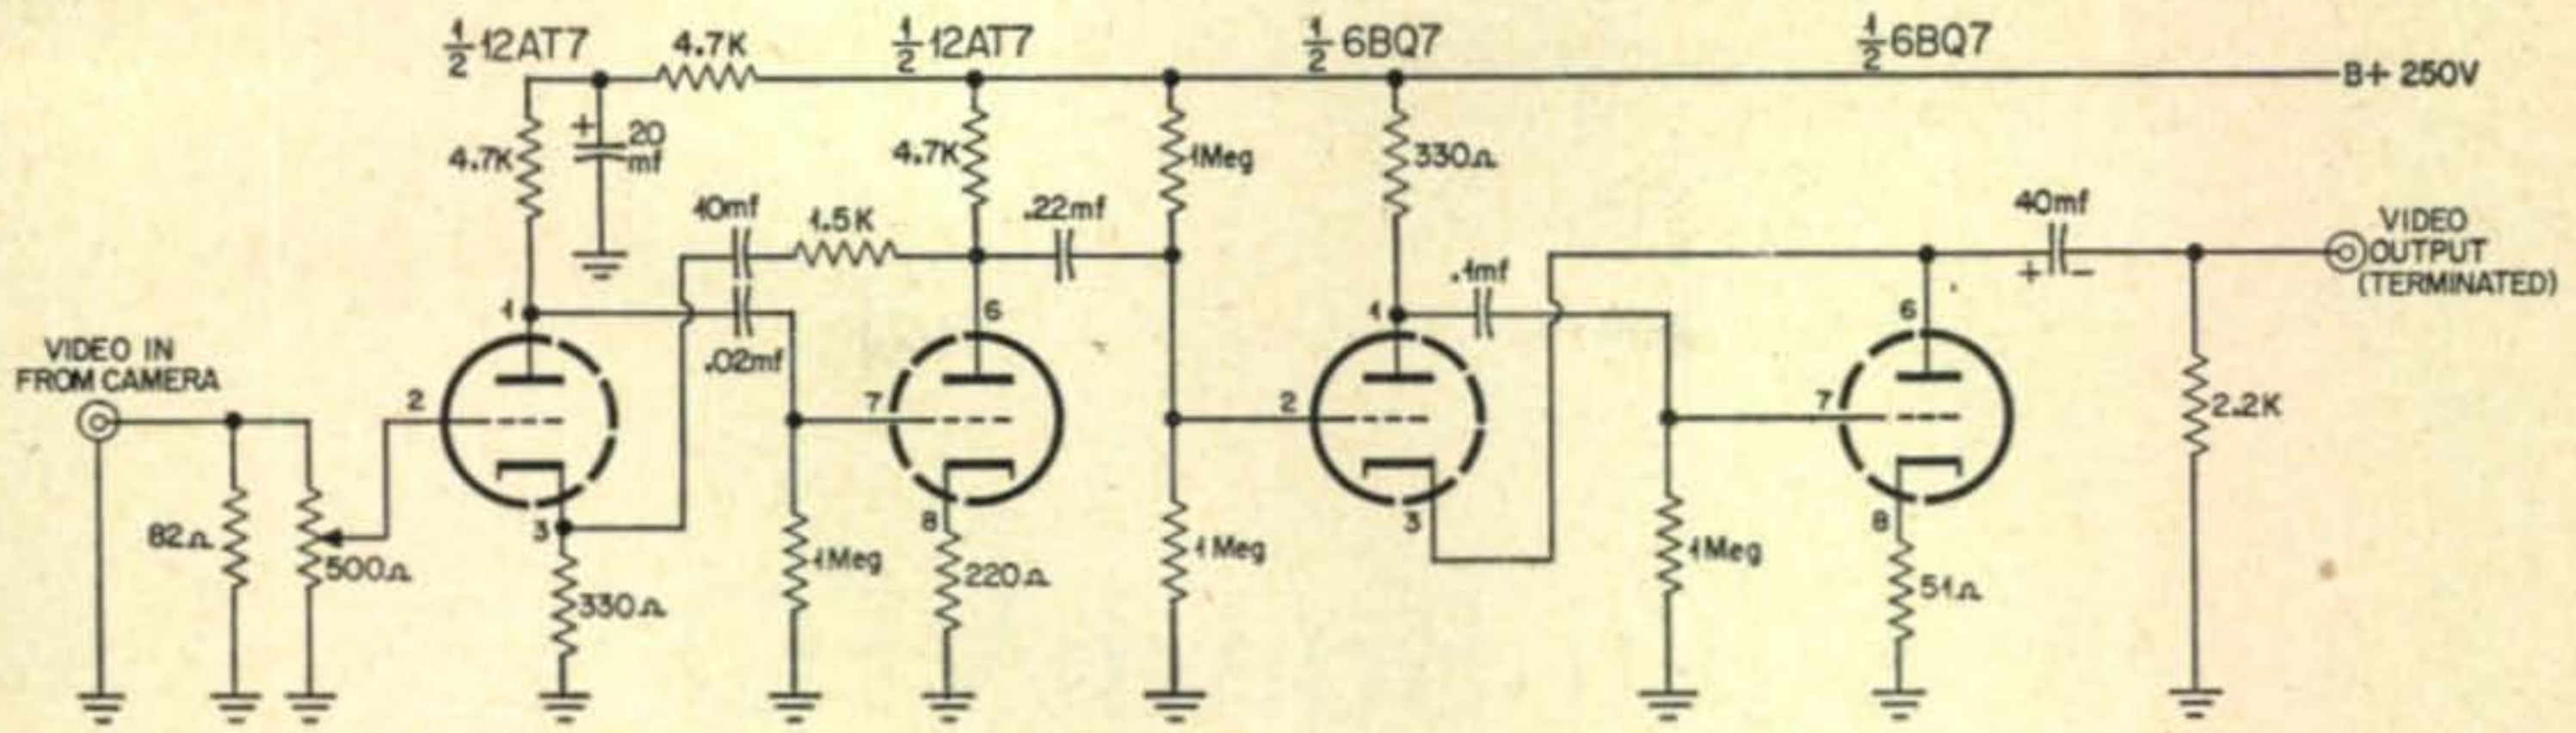 ½ 12AT7
4.7K
½ 12AT7
½ 6BQ7
½ 6BQ7
B+ 250V
4.7K
+
20
mf
4.7K
1Meg
330Ω
10mf
1.5K
.22mf
40mf
+ −
VIDEO
OUTPUT
(TERMINATED)
.1mf
1
6
1
6
.02mf
VIDEO IN
FROM CAMERA
2
7
2
7
2.2K
3
8
3
8
82Ω
500Ω
330Ω
1Meg
220Ω
1Meg
1Meg
51Ω